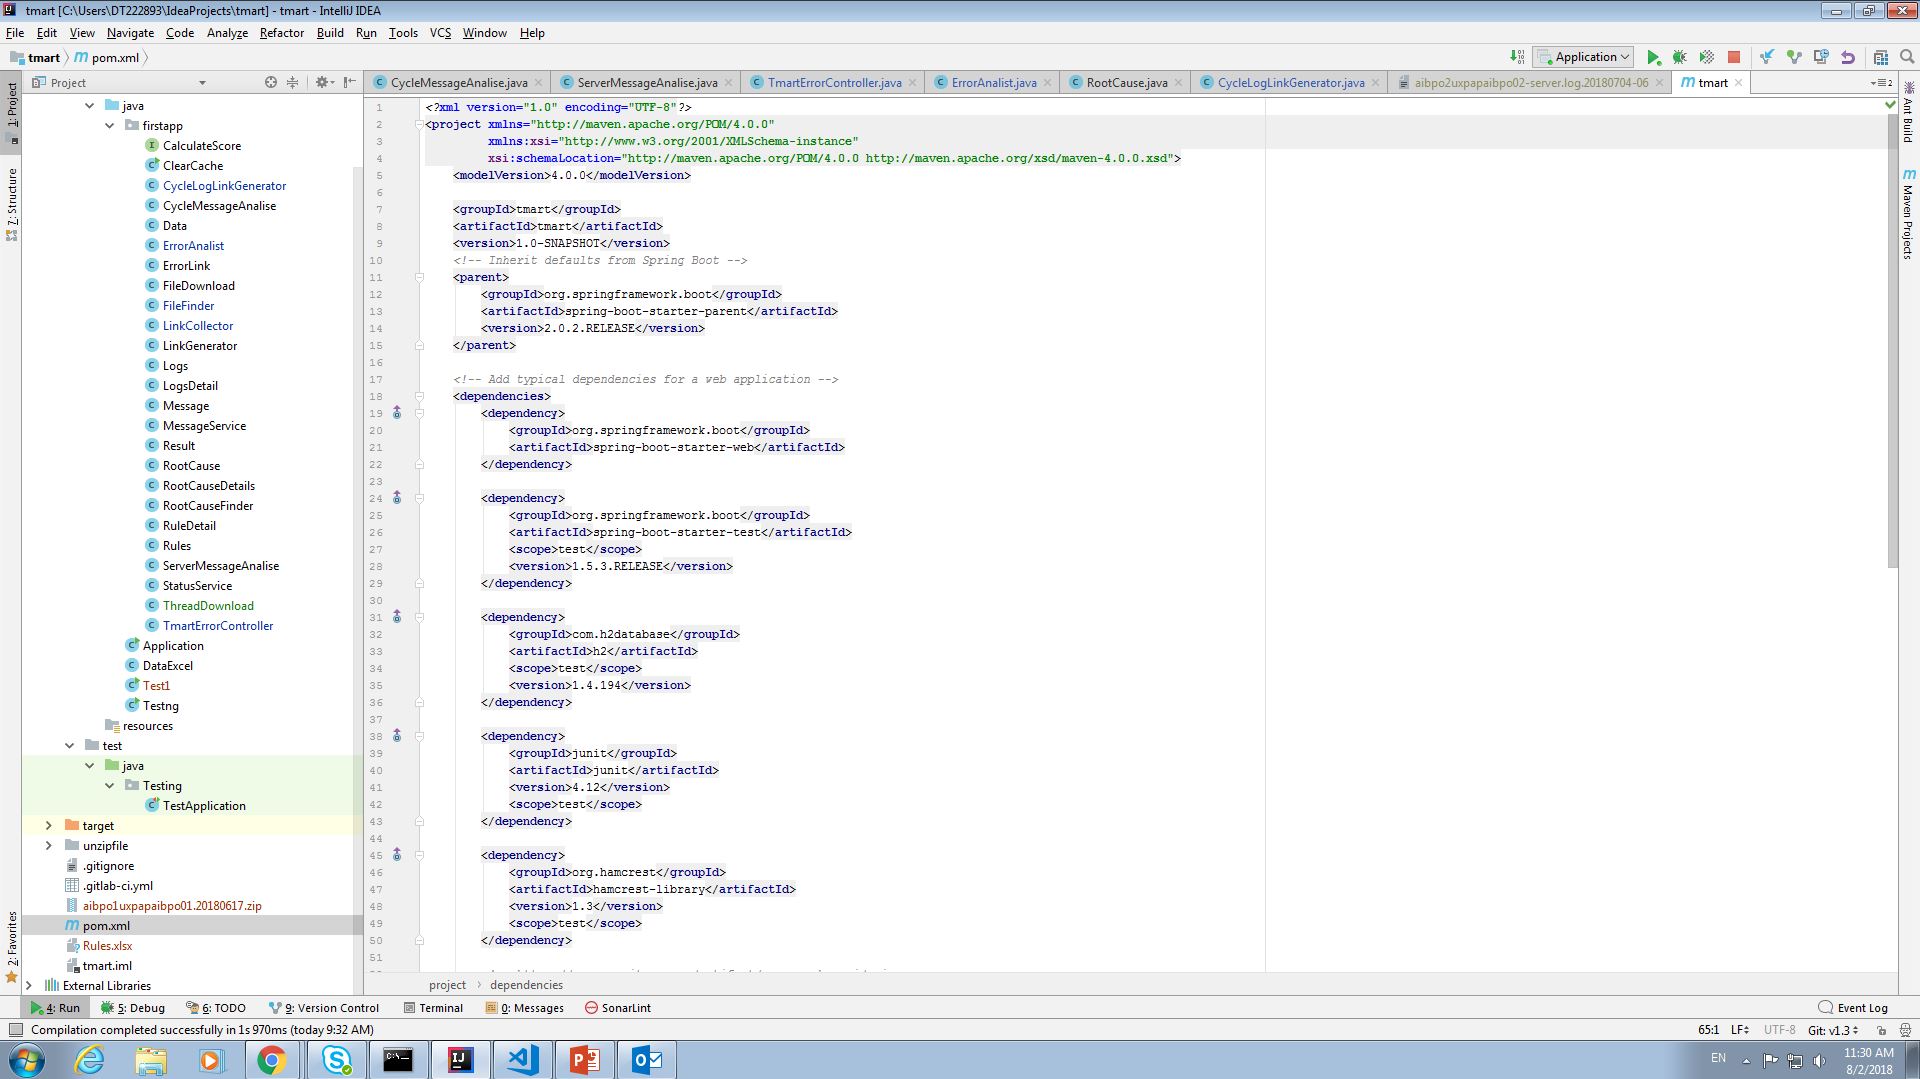 tmart [C:\Users\DT222893\IdeaProjects\tmart] - tmart - IntelliJ IDEA
File Edit View Navigate Code Analyze Refactor Build Run Tools VCS Window Help
tmart pom.xml Application
Project
CycleMessageAnalise.java ServerMessageAnalise.java TmartErrorController.java ErrorAnalist.java RootCause.java CycleLogLinkGenerator.java aibpo2uxpapaibpo02-server.log.20180704-06 tmart 2
1: Project
7: Structure
2: Favorites
java
firstapp
CalculateScore
ClearCache
CycleLogLinkGenerator
CycleMessageAnalise
Data
ErrorAnalist
ErrorLink
FileDownload
FileFinder
LinkCollector
LinkGenerator
Logs
LogsDetail
Message
MessageService
Result
RootCause
RootCauseDetails
RootCauseFinder
RuleDetail
Rules
ServerMessageAnalise
StatusService
ThreadDownload
TmartErrorController
Application
DataExcel
Test1
Testng
resources
test
java
Testing
TestApplication
target
unzipfile
.gitignore
.gitlab-ci.yml
aibpo1uxpapaibpo01.20180617.zip
pom.xml
Rules.xlsx
tmart.iml
External Libraries
1 <?xml version="1.0" encoding="UTF-8"?>
2 <project xmlns="http://maven.apache.org/POM/4.0.0"
3 xmlns:xsi="http://www.w3.org/2001/XMLSchema-instance"
4 xsi:schemaLocation="http://maven.apache.org/POM/4.0.0 http://maven.apache.org/xsd/maven-4.0.0.xsd">
5 <modelVersion>4.0.0</modelVersion>
6
7 <groupId>tmart</groupId>
8 <artifactId>tmart</artifactId>
9 <version>1.0-SNAPSHOT</version>
10 <!-- Inherit defaults from Spring Boot -->
11 <parent>
12 <groupId>org.springframework.boot</groupId>
13 <artifactId>spring-boot-starter-parent</artifactId>
14 <version>2.0.2.RELEASE</version>
15 </parent>
16
17 <!-- Add typical dependencies for a web application -->
18 <dependencies>
19 <dependency>
20 <groupId>org.springframework.boot</groupId>
21 <artifactId>spring-boot-starter-web</artifactId>
22 </dependency>
23
24 <dependency>
25 <groupId>org.springframework.boot</groupId>
26 <artifactId>spring-boot-starter-test</artifactId>
27 <scope>test</scope>
28 <version>1.5.3.RELEASE</version>
29 </dependency>
30
31 <dependency>
32 <groupId>com.h2database</groupId>
33 <artifactId>h2</artifactId>
34 <scope>test</scope>
35 <version>1.4.194</version>
36 </dependency>
37
38 <dependency>
39 <groupId>junit</groupId>
40 <artifactId>junit</artifactId>
41 <version>4.12</version>
42 <scope>test</scope>
43 </dependency>
44
45 <dependency>
46 <groupId>org.hamcrest</groupId>
47 <artifactId>hamcrest-library</artifactId>
48 <version>1.3</version>
49 <scope>test</scope>
50 </dependency>
51
project dependencies
Ant Build
Maven Projects
4: Run 5: Debug 6: TODO 9: Version Control Terminal 0: Messages SonarLint Event Log
Compilation completed successfully in 1s 970ms (today 9:32 AM) 65:1 LF UTF-8 Git: v1.3
EN 11:30 AM
8/2/2018